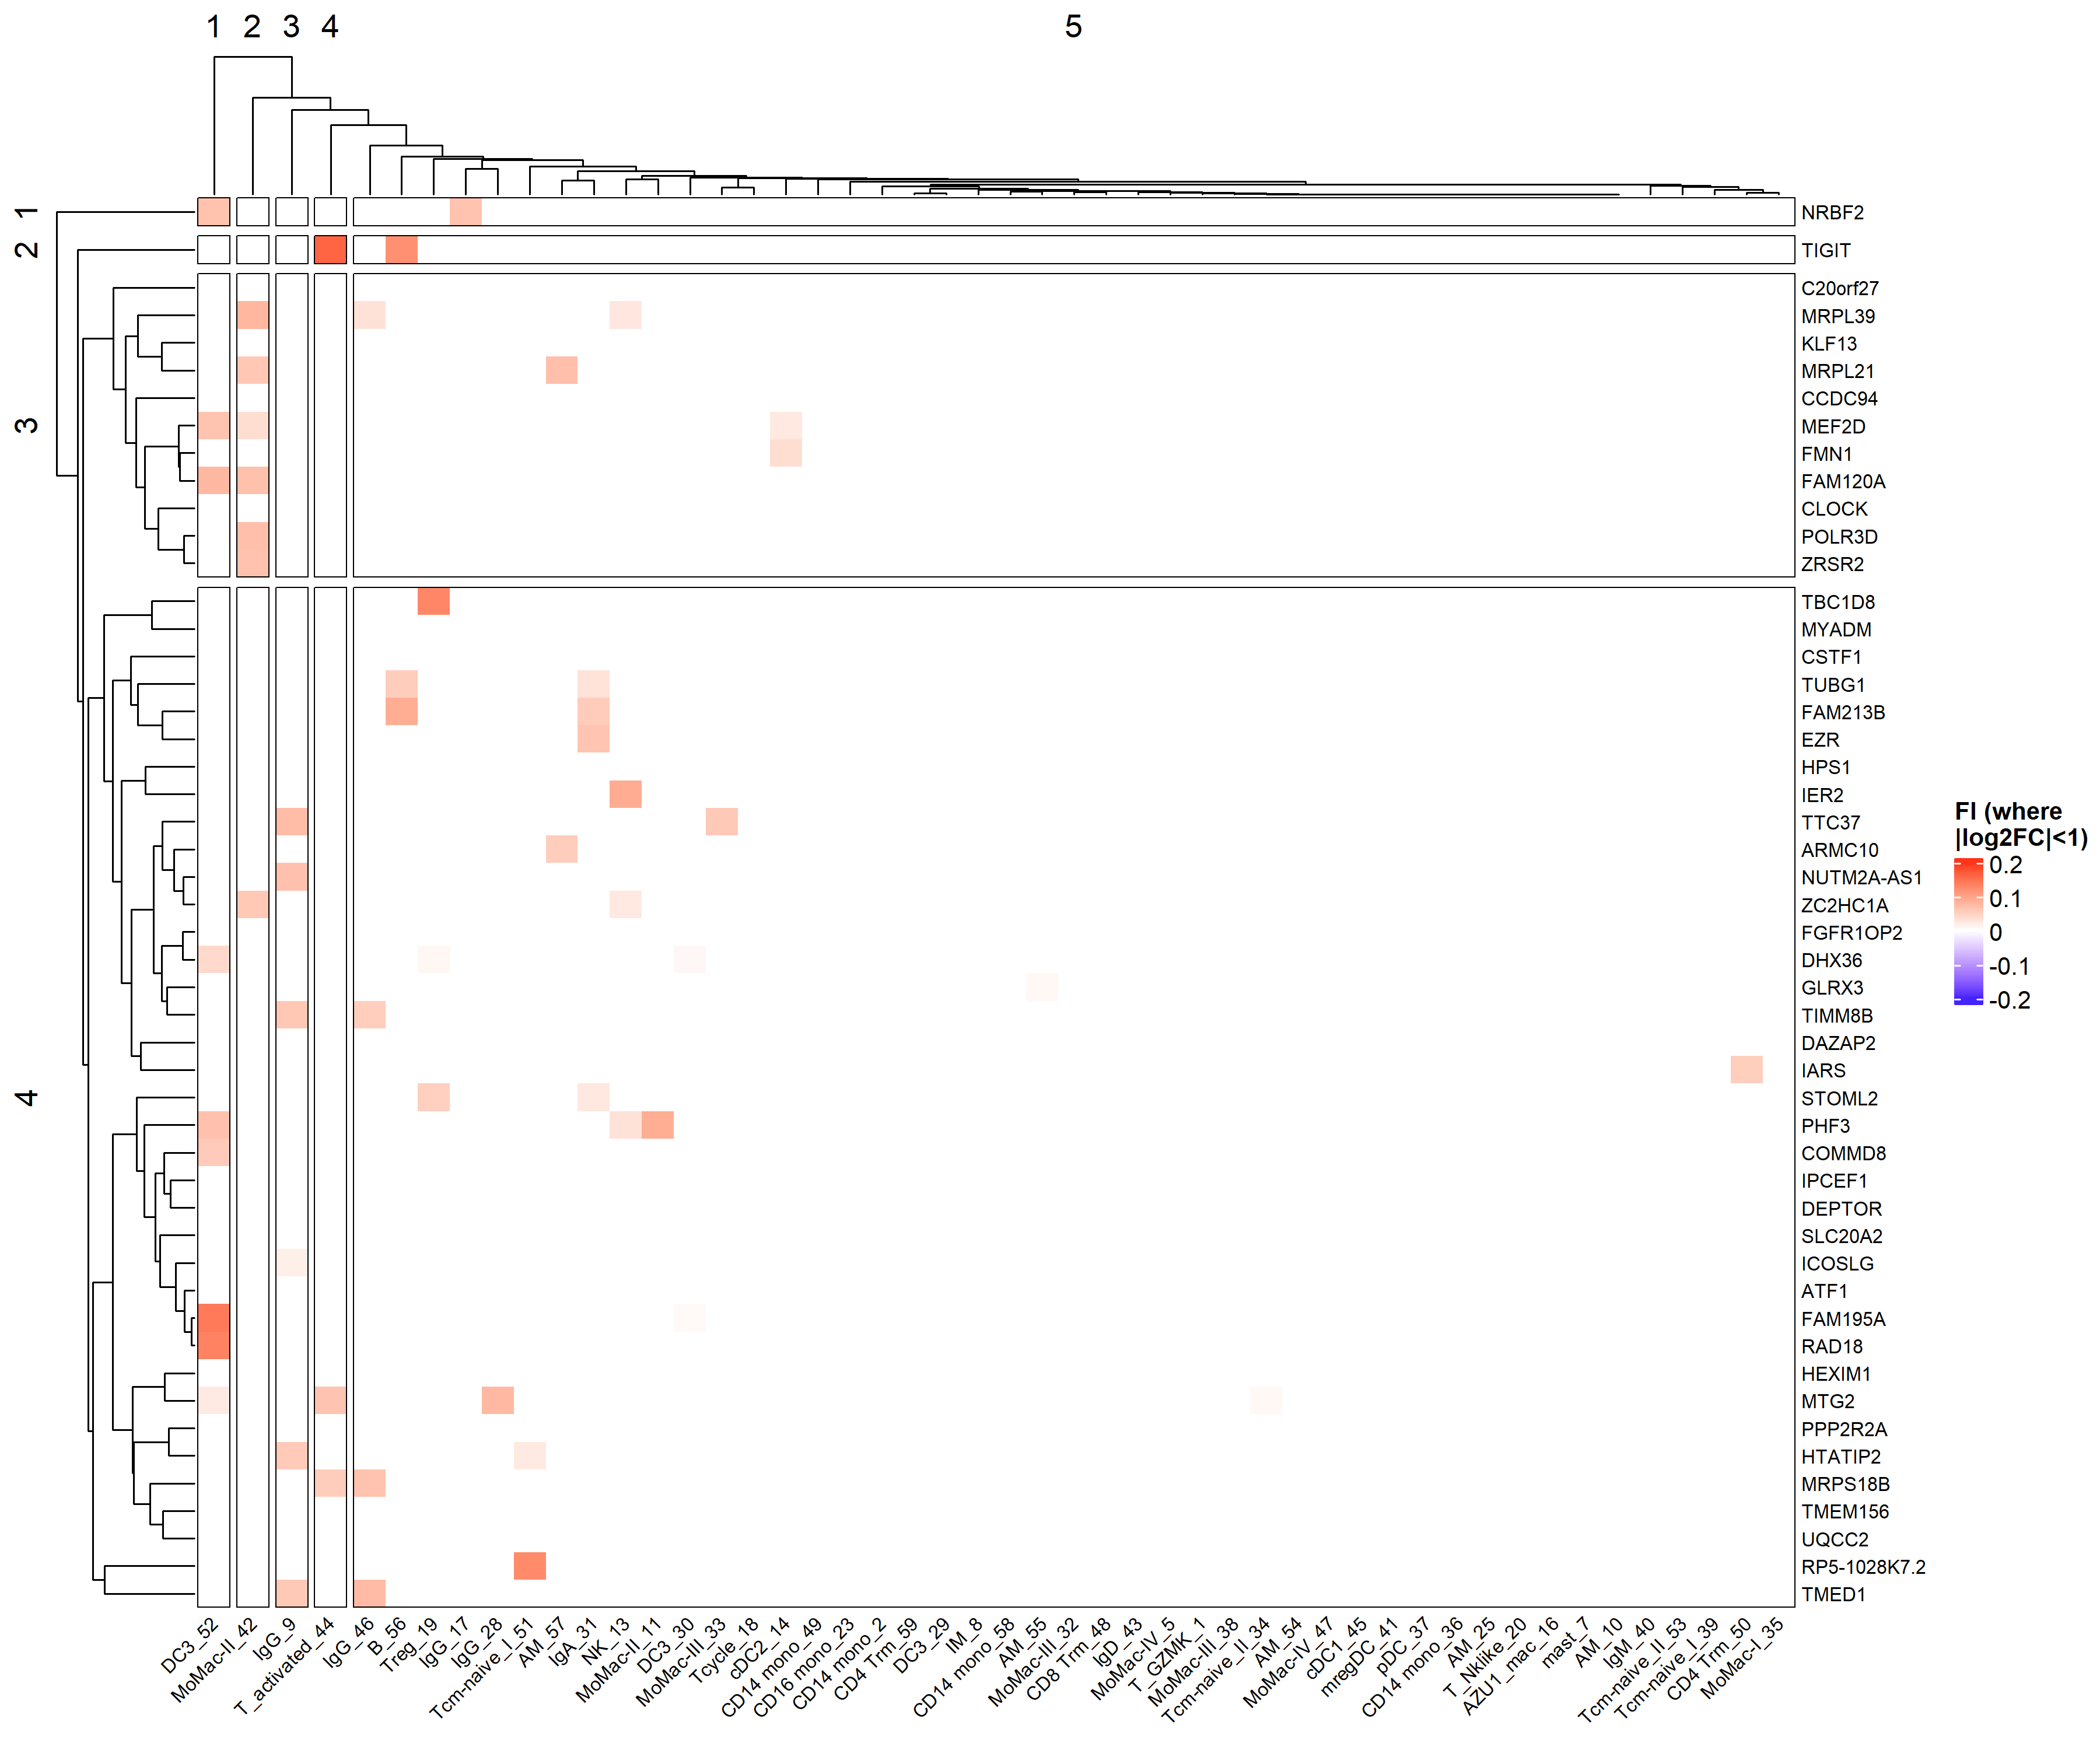 1 2 3 4 5
1
2
3
4
NRBF2
TIGIT
C20orf27
MRPL39
KLF13
MRPL21
CCDC94
MEF2D
FMN1
FAM120A
CLOCK
POLR3D
ZRSR2
TBC1D8
MYADM
CSTF1
TUBG1
FAM213B
EZR
HPS1
IER2
TTC37
ARMC10
NUTM2A-AS1
ZC2HC1A
FGFR1OP2
DHX36
GLRX3
TIMM8B
DAZAP2
IARS
STOML2
PHF3
COMMD8
IPCEF1
DEPTOR
SLC20A2
ICOSLG
ATF1
FAM195A
RAD18
HEXIM1
MTG2
PPP2R2A
HTATIP2
MRPS18B
TMEM156
UQCC2
RP5-1028K7.2
TMED1
FI (where
|log2FC|<1)
0.2
0.1
0
-0.1
-0.2
DC3_52
MoMac-II_42
IgG_9
T_activated_44
IgG_46
B_56
Treg_19
IgG_17
IgG_28
Tcm-naive_I_51
AM_57
IgA_31
NK_13
MoMac-II_11
DC3_30
MoMac-III_33
Tcycle_18
cDC2_14
CD14 mono_49
CD16 mono_23
CD14 mono_2
CD4 Trm_59
DC3_29
IM_8
CD14 mono_58
AM_55
MoMac-III_32
CD8 Trm_48
IgD_43
MoMac-IV_5
T_GZMK_1
MoMac-III_38
Tcm-naive_II_34
AM_54
MoMac-IV_47
cDC1_45
mregDC_41
pDC_37
CD14 mono_36
AM_25
T_Nklike_20
AZU1_mac_16
mast_7
AM_10
IgM_40
Tcm-naive_II_53
Tcm-naive_I_39
CD4 Trm_50
MoMac-I_35